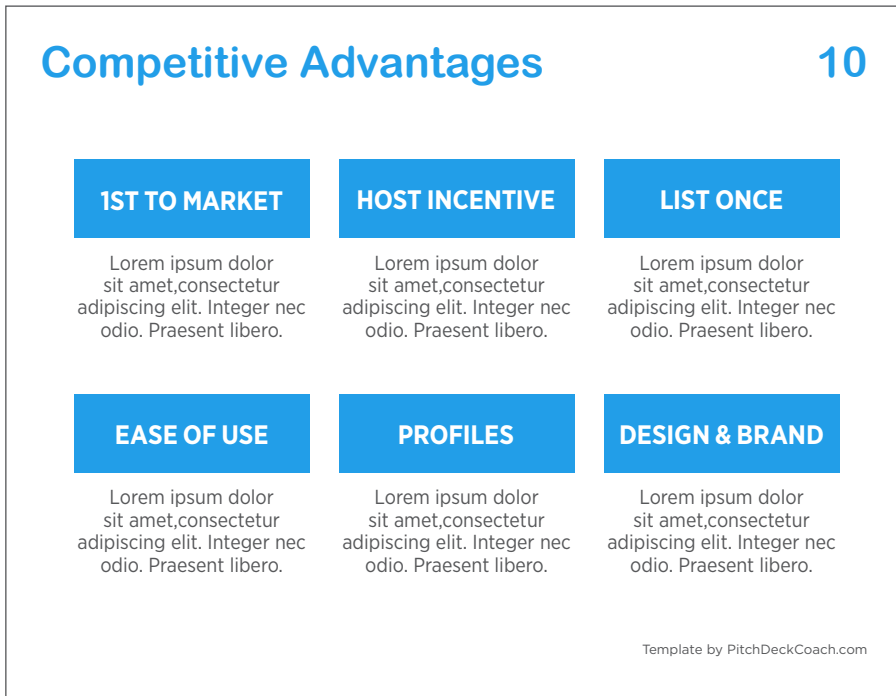 Competitive Advantages
10
1ST TO MARKET
Lorem ipsum dolor
sit amet,consectetur
adipiscing elit. Integer nec
odio. Praesent libero.
HOST INCENTIVE
Lorem ipsum dolor
sit amet,consectetur
adipiscing elit. Integer nec
odio. Praesent libero.
LIST ONCE
Lorem ipsum dolor
sit amet,consectetur
adipiscing elit. Integer nec
odio. Praesent libero.
EASE OF USE
Lorem ipsum dolor
sit amet,consectetur
adipiscing elit. Integer nec
odio. Praesent libero.
PROFILES
Lorem ipsum dolor
sit amet,consectetur
adipiscing elit. Integer nec
odio. Praesent libero.
DESIGN & BRAND
Lorem ipsum dolor
sit amet,consectetur
adipiscing elit. Integer nec
odio. Praesent libero.
Template by PitchDeckCoach.com